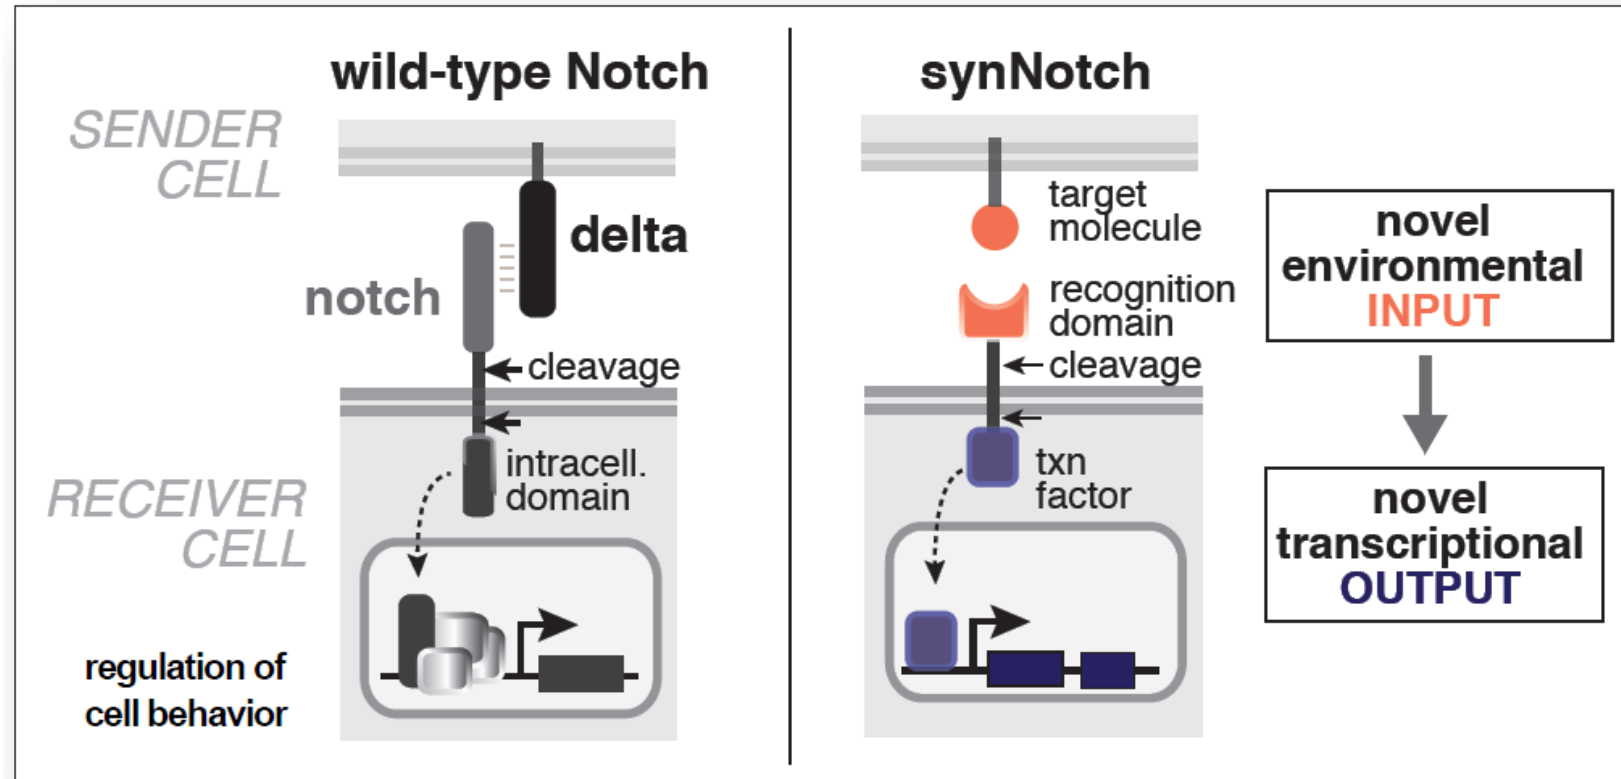 wild-type Notch
SENDER
CELL
delta
notch
cleavage
intracell.
domain
RECEIVER
CELL
regulation of
cell behavior
synNotch
target
molecule
recognition
domain
cleavage
txn
factor
novel
environmental
INPUT
novel
transcriptional
OUTPUT